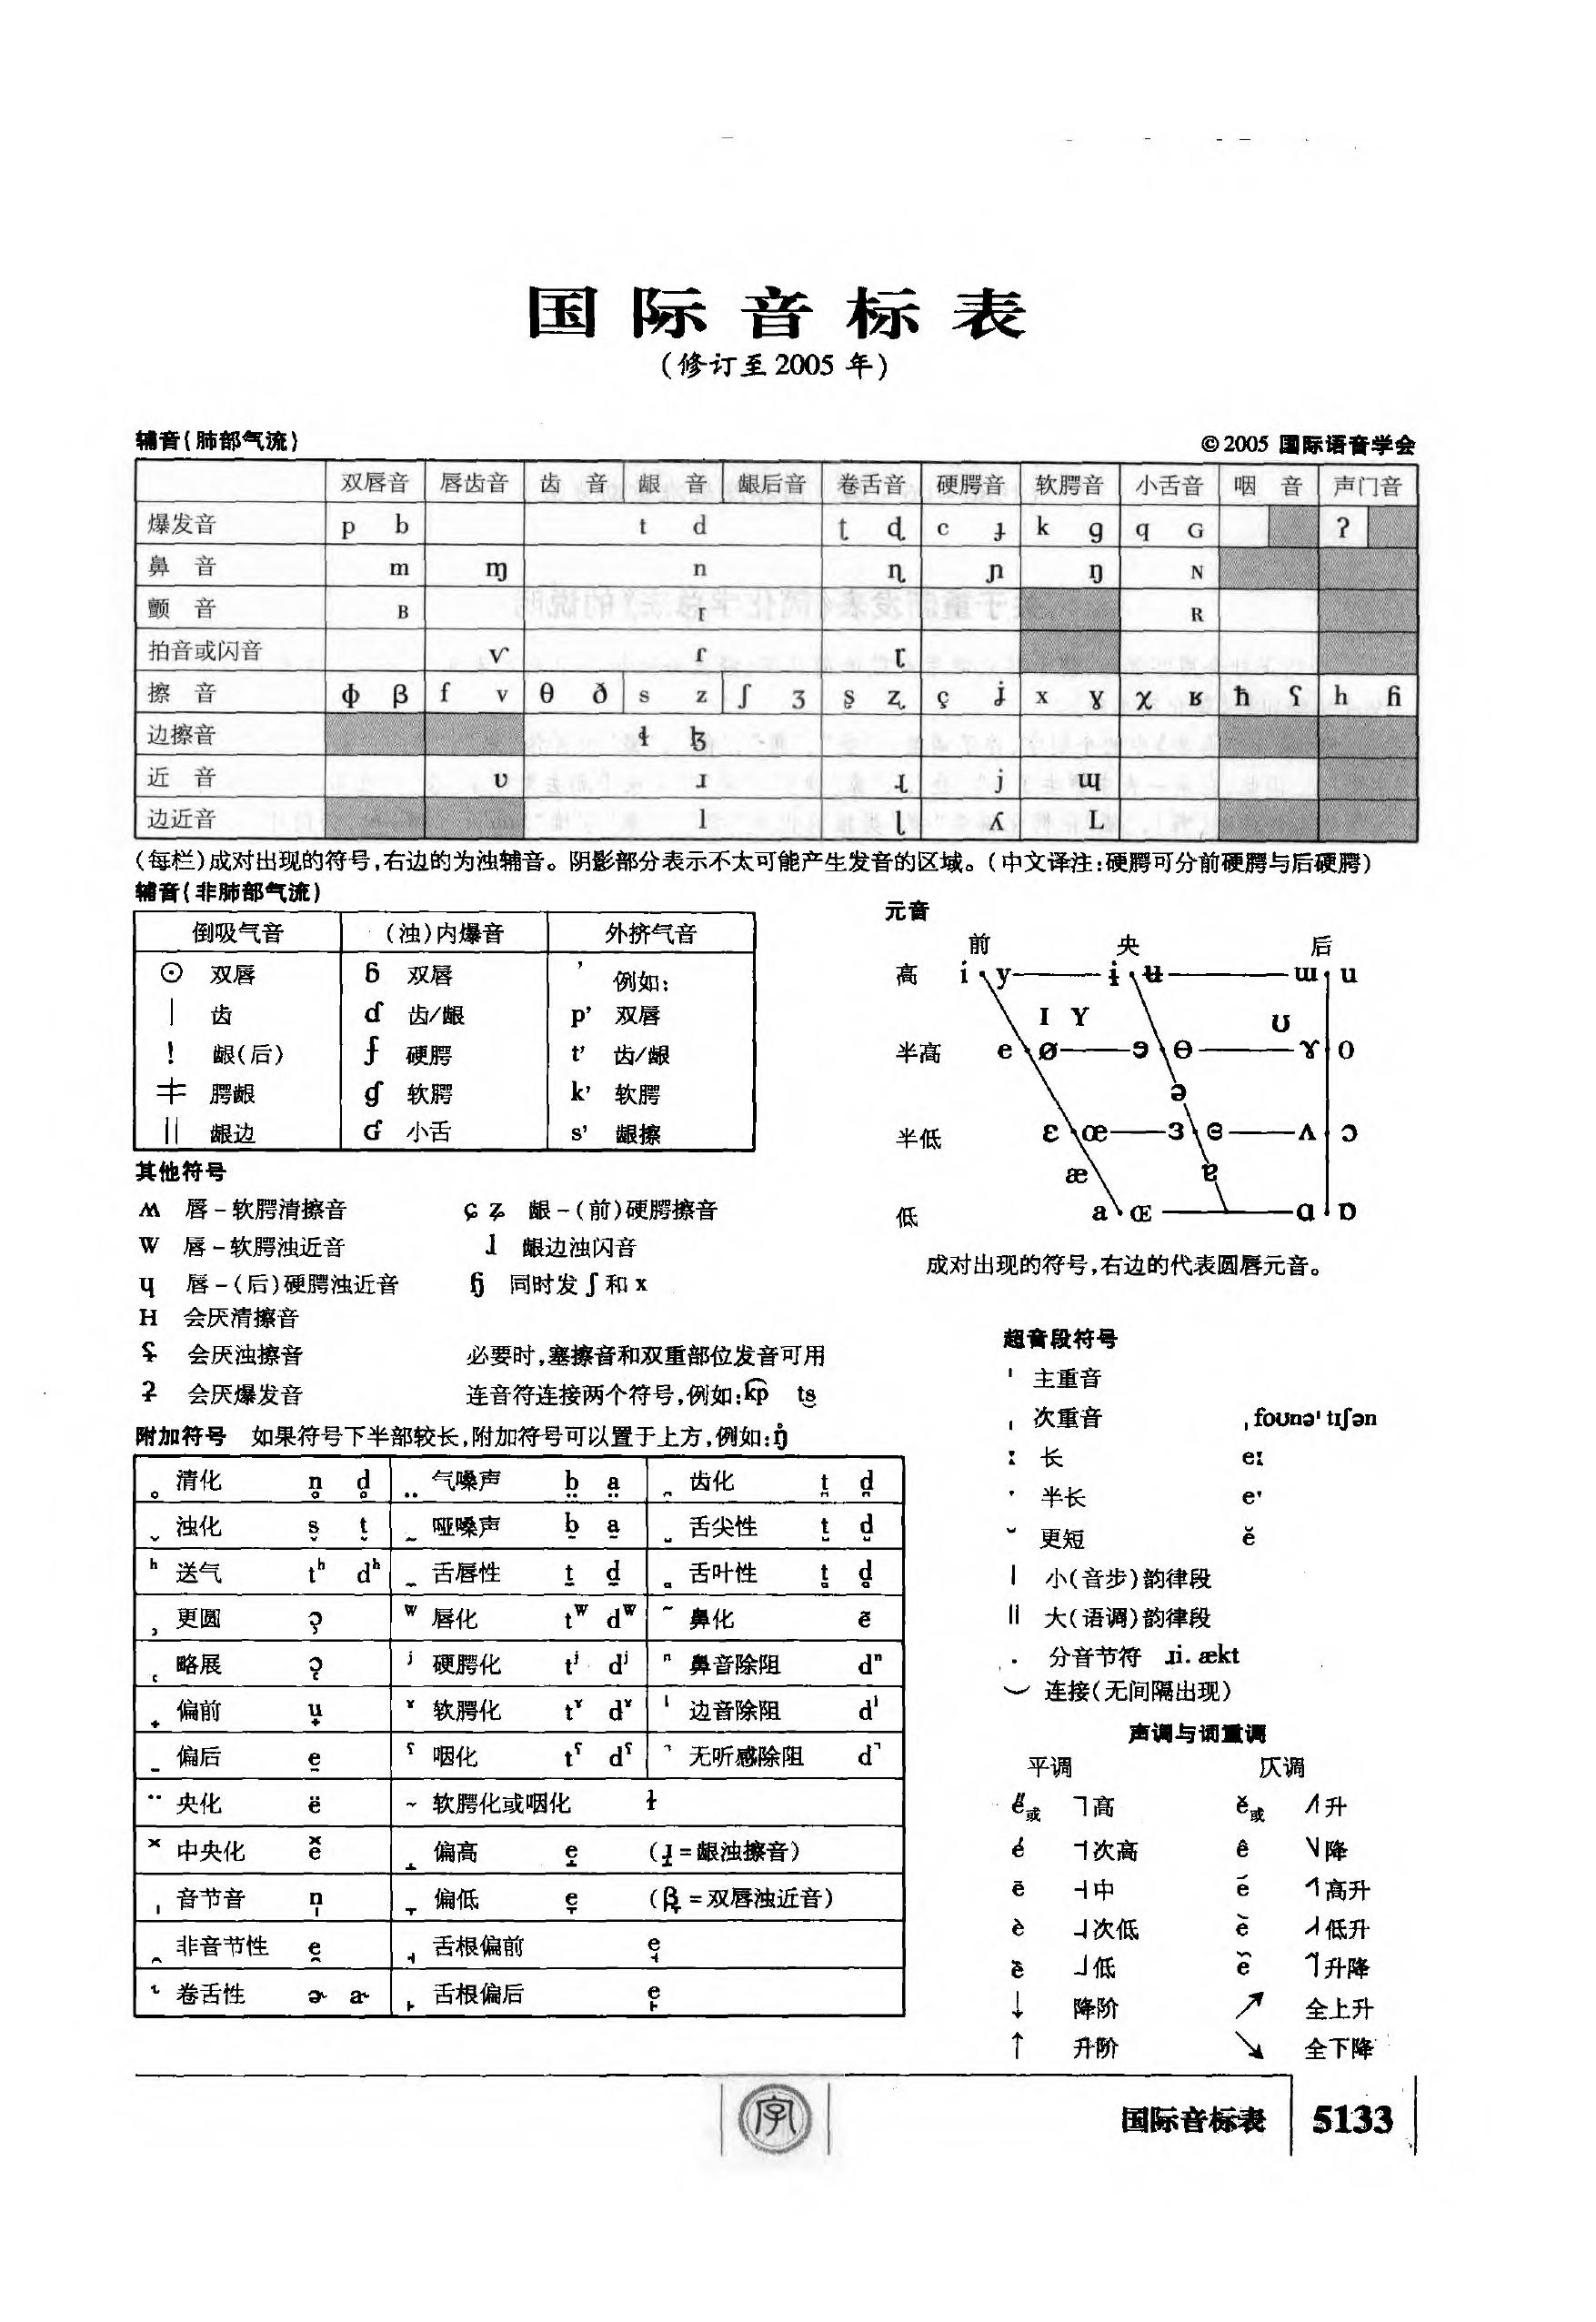 国际音标表
(修订至2005年)
辅音(肺部气流) ©2005 国际语音学会
双唇音 唇齿音 齿音 龈音 龈后音 卷舌音 硬腭音 软腭音 小舌音 咽音 声门音
爆发音 p b t d ʈ ɖ c ɟ k ɡ q ɢ ʔ
鼻音 m ɱ n ɳ ɲ ŋ ɴ
颤音 ʙ r ʀ
拍音或闪音 ⱱ ɾ ɽ
擦音 ɸ β f v θ ð s z ʃ ʒ ʂ ʐ ç ʝ x ɣ χ ʁ ħ ʕ h ɦ
边擦音 ɬ ɮ
近音 ʋ ɹ ɻ j ɰ
边近音 l ɭ ʎ ʟ
(每栏)成对出现的符号,右边的为浊辅音。阴影部分表示不太可能产生发音的区域。(中文译注:硬腭可分前硬腭与后硬腭)
辅音(非肺部气流)
倒吸气音 (浊)内爆音 外挤气音
ʘ 双唇 ɓ 双唇 ʼ 例如:
ǀ 齿 ɗ 齿/龈 pʼ 双唇
ǃ 龈(后) ʄ 硬腭 tʼ 齿/龈
ǂ 腭龈 ɠ 软腭 kʼ 软腭
ǁ 龈边 ʛ 小舌 sʼ 龈擦
元音
前 央 后
高 i y ɨ ʉ ɯ u
ɪ ʏ ʊ
半高 e ø ɘ ɵ ɤ o
ə
半低 ɛ œ ɜ ɞ ʌ ɔ
æ ɐ
低 a ɶ ɑ ɒ
成对出现的符号,右边的代表圆唇元音。
其他符号
ʍ 唇-软腭清擦音 ɕ ʑ 龈-(前)硬腭擦音
w 唇-软腭浊近音 ɺ 龈边浊闪音
ɥ 唇-(后)硬腭浊近音 ɧ 同时发 ʃ 和 x
ʜ 会厌清擦音
ʢ 会厌浊擦音 必要时,塞擦音和双重部位发音可用
ʡ 会厌爆发音 连音符连接两个符号,例如:k͡p t͜s
附加符号 如果符号下半部较长,附加符号可以置于上方,例如:ŋ̊
̥ 清化 n̥ d̥ ̤ 气嗓声 b̤ a̤ ̪ 齿化 t̪ d̪
̬ 浊化 s̬ t̬ ̰ 哑嗓声 b̰ a̰ ̺ 舌尖性 t̺ d̺
ʰ 送气 tʰ dʰ ̼ 舌唇性 t̼ d̼ ̻ 舌叶性 t̻ d̻
̹ 更圆 ɔ̹ ʷ 唇化 tʷ dʷ ̃ 鼻化 ẽ
̜ 略展 ɔ̜ ʲ 硬腭化 tʲ dʲ ⁿ 鼻音除阻 dⁿ
̟ 偏前 u̟ ˠ 软腭化 tˠ dˠ ˡ 边音除阻 dˡ
̠ 偏后 e̠ ˤ 咽化 tˤ dˤ ̚ 无听感除阻 d̚
̈ 央化 ë ̴ 软腭化或咽化 ɫ
̽ 中央化 e̽ ̝ 偏高 e̝ (ɹ̝=龈浊擦音)
̩ 音节音 n̩ ̞ 偏低 e̞ (β̞=双唇浊近音)
̯ 非音节性 e̯ ̘ 舌根偏前 e̘
˞ 卷舌性 ɚ a˞ ̙ 舌根偏后 e̙
超音段符号
ˈ 主重音
ˌ 次重音 ˌfoʊnəˈtɪʃən
ː 长 eː
ˑ 半长 eˑ
̆ 更短 ĕ
| 小(音步)韵律段
‖ 大(语调)韵律段
. 分音节符 ɹi.ækt
‿ 连接(无间隔出现)
声调与词重调
平调 仄调
e̋或 ˥高 ě或 ˩˥升
é ˦次高 ê ˥˩降
ē ˧中 e᷄ ˦˥高升
è ˨次低 e᷅ ˩˨低升
ȅ ˩低 e᷈ ˧˦˧升降
↓ 降阶 ↗ 全上升
↑ 升阶 ↘ 全下降
字
国际音标表 5133